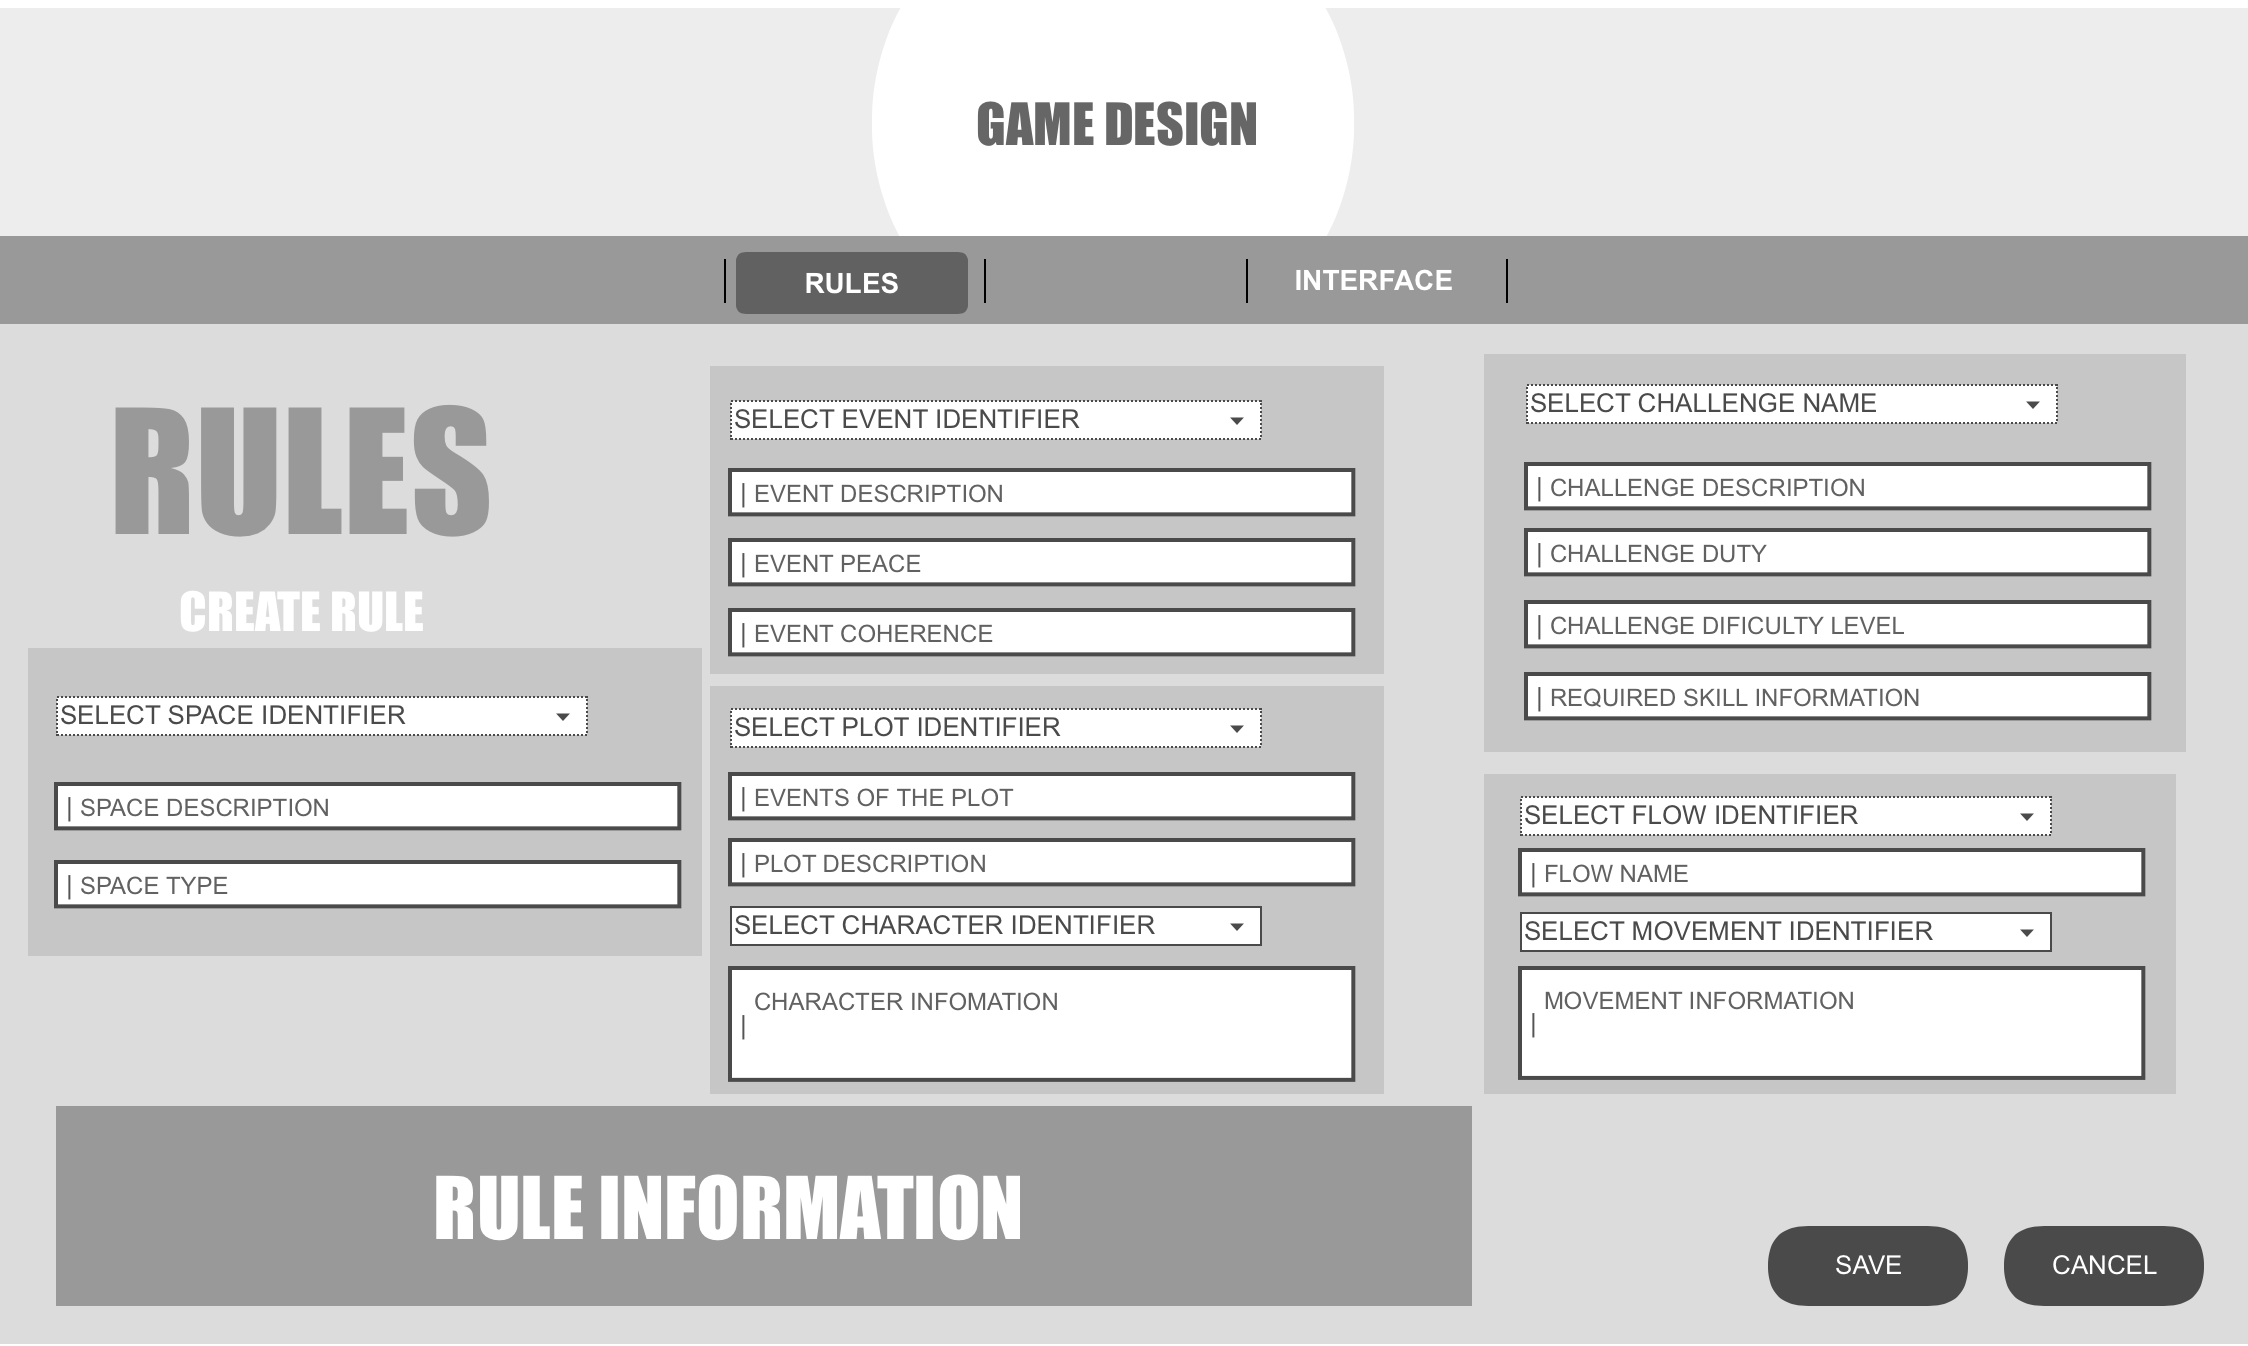 GAME DESIGN
RULES
INTERFACE
RULES
CREATE RULE
SELECT SPACE IDENTIFIER
SPACE DESCRIPTION
SPACE TYPE
SELECT EVENT IDENTIFIER
EVENT DESCRIPTION
EVENT PEACE
EVENT COHERENCE
SELECT PLOT IDENTIFIER
EVENTS OF THE PLOT
PLOT DESCRIPTION
SELECT CHARACTER IDENTIFIER
CHARACTER INFOMATION
SELECT CHALLENGE NAME
CHALLENGE DESCRIPTION
CHALLENGE DUTY
CHALLENGE DIFICULTY LEVEL
REQUIRED SKILL INFORMATION
SELECT FLOW IDENTIFIER
FLOW NAME
SELECT MOVEMENT IDENTIFIER
MOVEMENT INFORMATION
RULE INFORMATION
SAVE
CANCEL